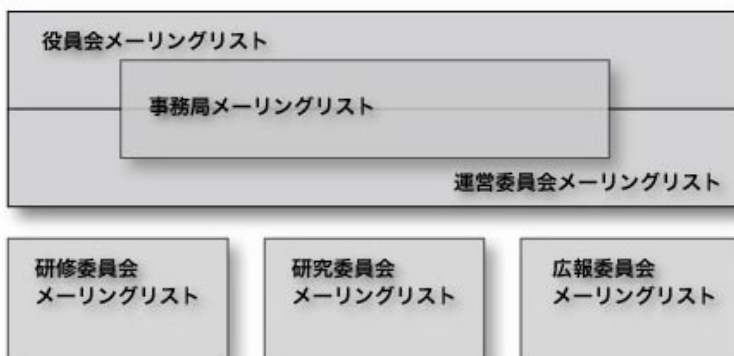 役員会メーリングリスト
事務局メーリングリスト
運営委員会メーリングリスト
研修委員会
メーリングリスト
研究委員会
メーリングリスト
広報委員会
メーリングリスト